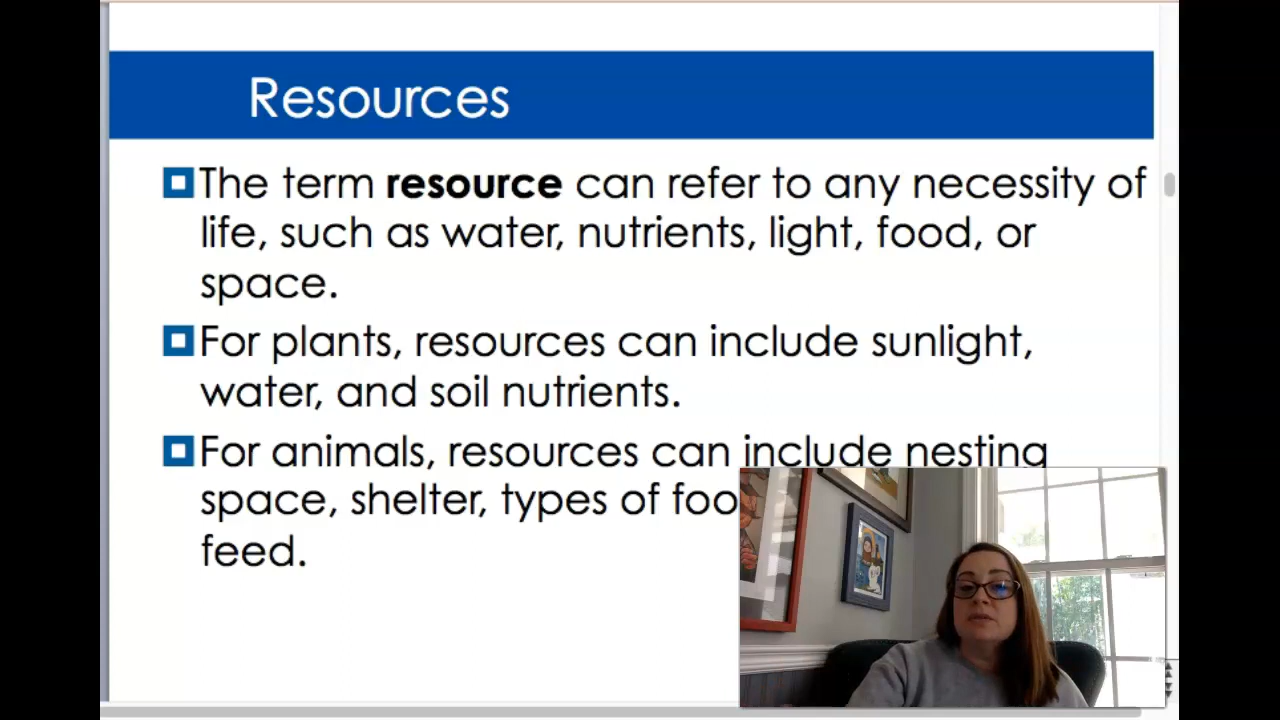 Resources
The term resource can refer to any necessity of
life, such as water, nutrients, light, food, or
space.
For plants, resources can include sunlight,
water, and soil nutrients.
For animals, resources can include nesting
space, shelter, types of
feed.